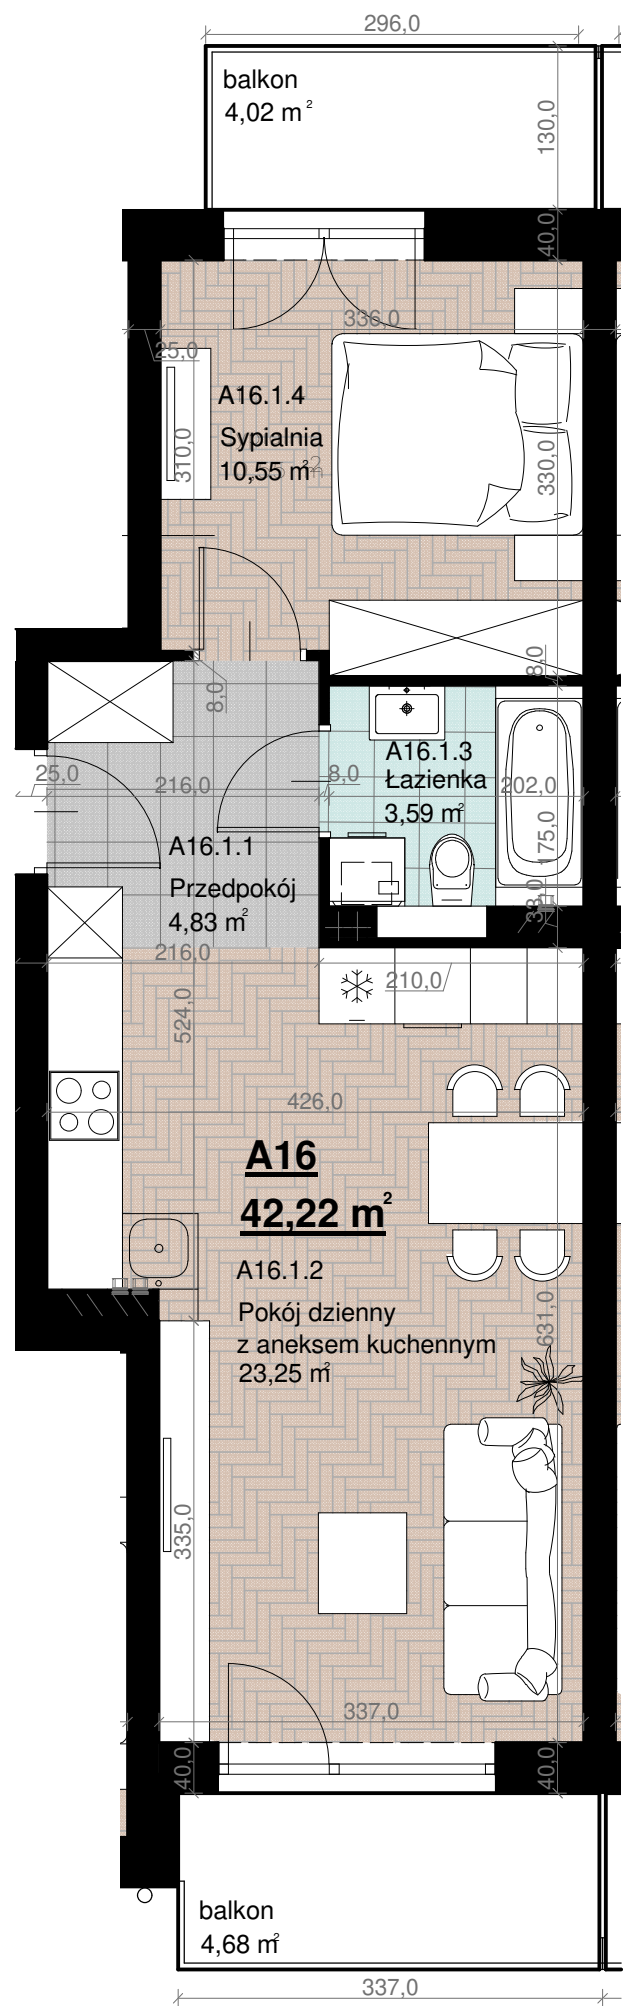 296,0
balkon
4,02 m²
130,0
40,0
336,0
25,0
A16.1.4
Sypialnia
10,55 m²
310,0
330,0
8,0
8,0
A16.1.3
Łazienka
3,59 m²
25,0
216,0
8,0
202,0
175,0
A16.1.1
Przedpokój
4,83 m²
33,0
216,0
210,0
524,0
426,0
A16
42,22 m²
A16.1.2
Pokój dzienny
z aneksem kuchennym
23,25 m²
631,0
335,0
337,0
40,0
40,0
balkon
4,68 m²
337,0